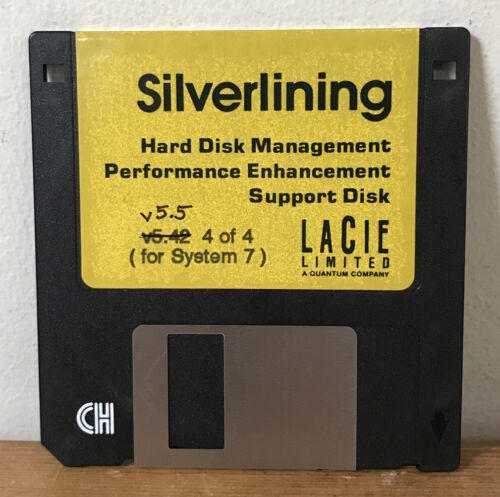 Silverlining
Hard Disk Management
Performance Enhancement
Support Disk
v5.5
v5.42 4 of 4
( for System 7 )
LACIE
LIMITED
A QUANTUM COMPANY
CH